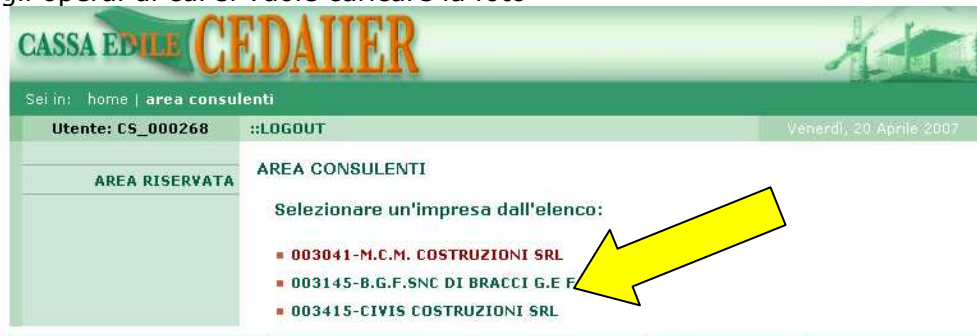 gli operai di cui si vuole caricare la foto
CASSA EDILE CEDAIIER
Sei in: home | area consulenti
Utente: CS_000268 ::LOGOUT Venerdì, 20 Aprile 2007
AREA RISERVATA
AREA CONSULENTI
Selezionare un'impresa dall'elenco:
003041-M.C.M. COSTRUZIONI SRL
003145-B.G.F.SNC DI BRACCI G.E F
003415-CIVIS COSTRUZIONI SRL